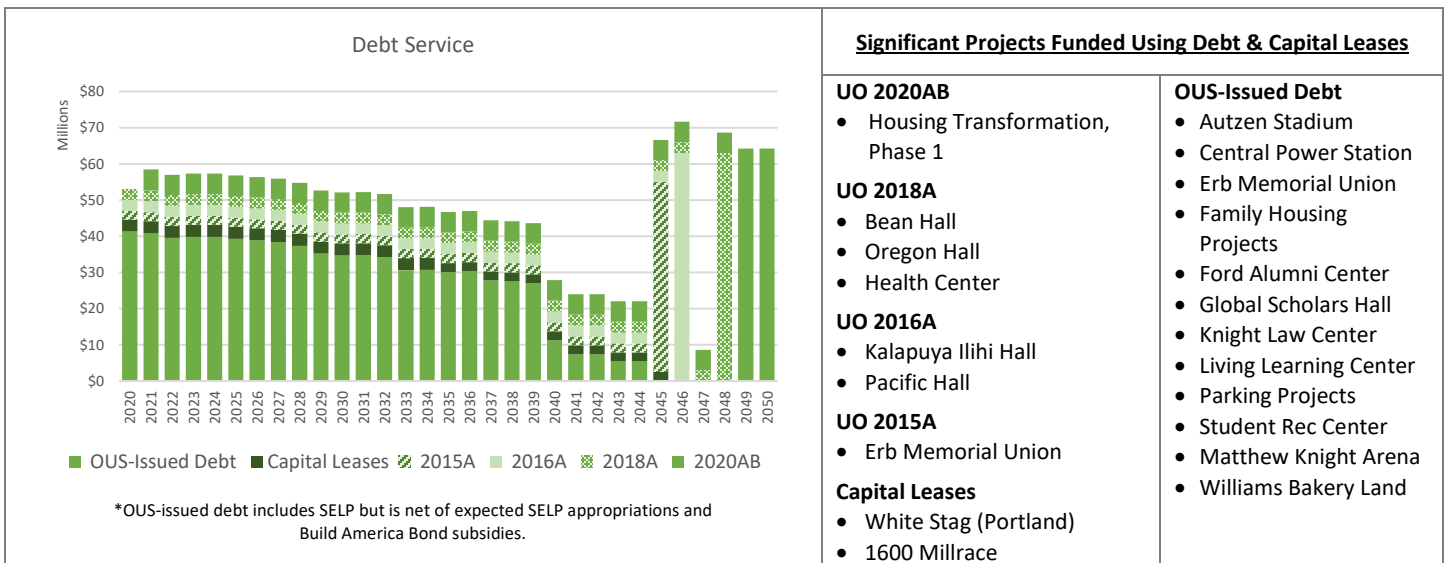 Debt Service
Millions
$80
$70
$60
$50
$40
$30
$20
$10
$0
2020 2021 2022 2023 2024 2025 2026 2027 2028 2029 2030 2031 2032 2033 2034 2035 2036 2037 2038 2039 2040 2041 2042 2043 2044 2045 2046 2047 2048 2049 2050
OUS-Issued Debt Capital Leases 2015A 2016A 2018A 2020AB
*OUS-issued debt includes SELP but is net of expected SELP appropriations and
Build America Bond subsidies.
Significant Projects Funded Using Debt & Capital Leases
UO 2020AB
• Housing Transformation,
Phase 1
UO 2018A
• Bean Hall
• Oregon Hall
• Health Center
UO 2016A
• Kalapuya Ilihi Hall
• Pacific Hall
UO 2015A
• Erb Memorial Union
Capital Leases
• White Stag (Portland)
• 1600 Millrace
OUS-Issued Debt
• Autzen Stadium
• Central Power Station
• Erb Memorial Union
• Family Housing
Projects
• Ford Alumni Center
• Global Scholars Hall
• Knight Law Center
• Living Learning Center
• Parking Projects
• Student Rec Center
• Matthew Knight Arena
• Williams Bakery Land